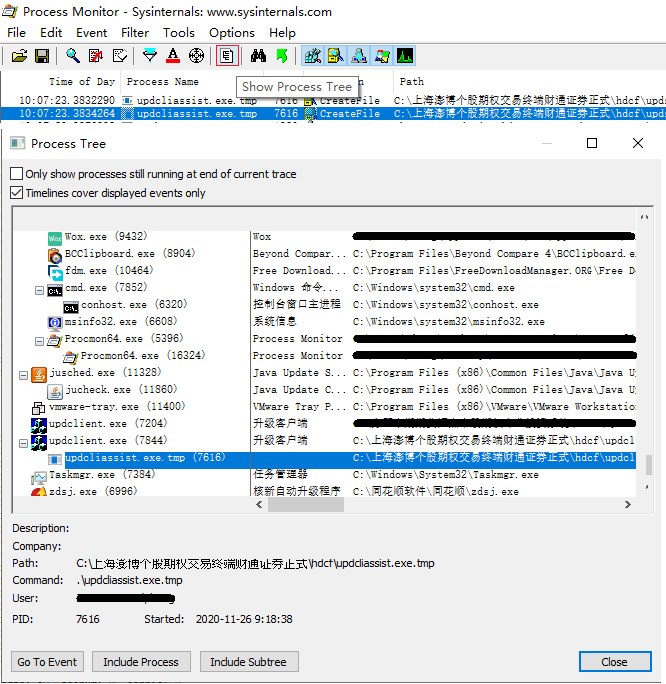 Process Monitor - Sysinternals: www.sysinternals.com
File Edit Event Filter Tools Options Help
Time of Day Process Name Path
Show Process Tree
10:07:23.3832290 updcliassist.exe.tmp 7616 CreateFile C:\上海澎博个股期权交易终端财通证券正式\hdcf\upd
10:07:23.3834264 updcliassist.exe.tmp 7616 CreateFile C:\上海澎博个股期权交易终端财通证券正式\hdcf\upd
Process Tree
Only show processes still running at end of current trace
Timelines cover displayed events only
Wox.exe (9432) Wox
BCClipboard.exe (8904) Beyond Compar... C:\Program Files\Beyond Compare 4\BCClipboard.e
fdm.exe (10464) Free Download... C:\Program Files\FreeDownloadManager.ORG\Free D
cmd.exe (7852) Windows 命令... C:\Windows\system32\cmd.exe
conhost.exe (6320) 控制台窗口主进程 C:\Windows\system32\conhost.exe
msinfo32.exe (6608) 系统信息 C:\Windows\system32\msinfo32.exe
Procmon64.exe (5396) Process Monitor
Procmon64.exe (16324) Process Monitor
jusched.exe (11328) Java Update S... C:\Program Files (x86)\Common Files\Java\Java U
jucheck.exe (11860) Java Update C... C:\Program Files (x86)\Common Files\Java\Java U
vmware-tray.exe (11400) VMware Tray P... C:\Program Files (x86)\VMware\VMware Workstatio
updclient.exe (7204) 升级客户端
updclient.exe (7844) 升级客户端 C:\上海澎博个股期权交易终端财通证券正式\hdcf\updcl
updcliassist.exe.tmp (7616) C:\上海澎博个股期权交易终端财通证券正式\hdcf\updcl
Taskmgr.exe (7384) 任务管理器 C:\Windows\System32\Taskmgr.exe
zdsj.exe (6996) 核新自动升级程序 C:\同花顺软件\同花顺\zdsj.exe
Description:
Company:
Path: C:\上海澎博个股期权交易终端财通证券正式\hdcf\updcliassist.exe.tmp
Command: .\updcliassist.exe.tmp
User:
PID: 7616 Started: 2020-11-26 9:18:38
Go To Event Include Process Include Subtree Close